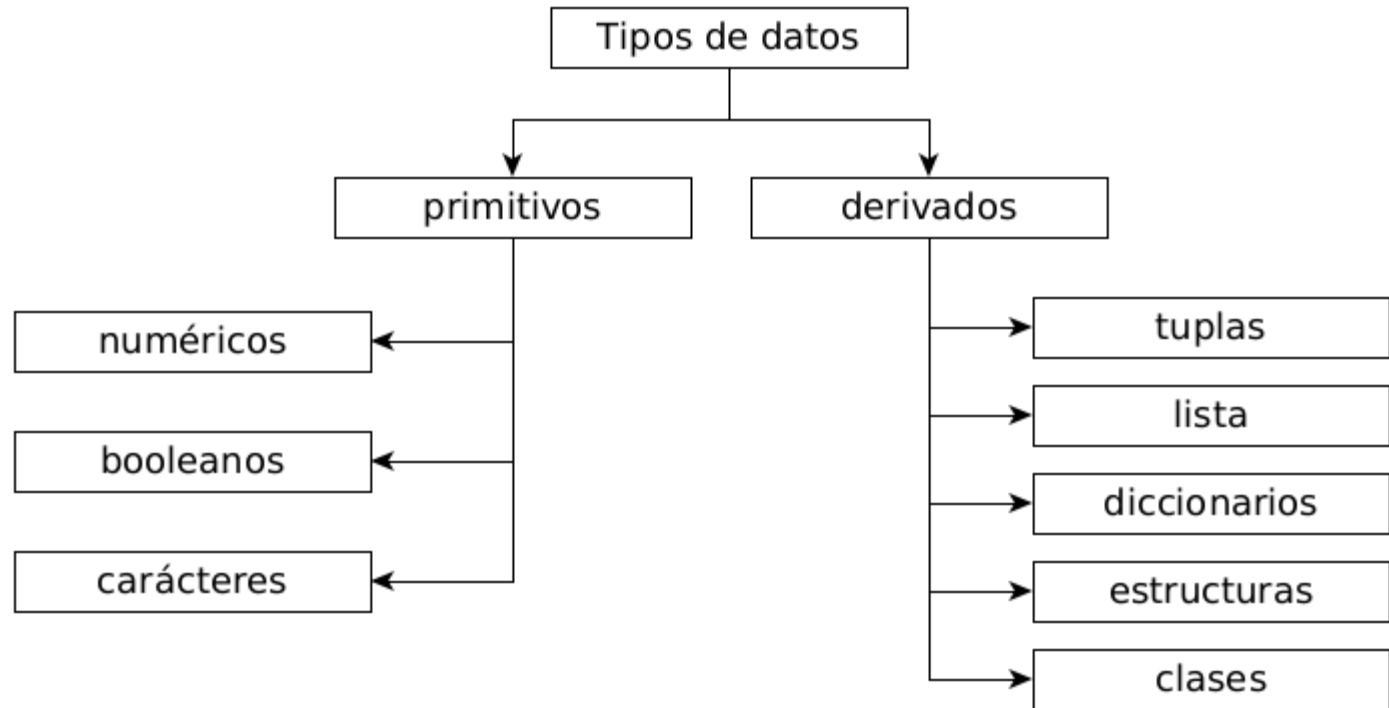 Tipos de datos
primitivos
derivados
numéricos
booleanos
carácteres
tuplas
lista
diccionarios
estructuras
clases